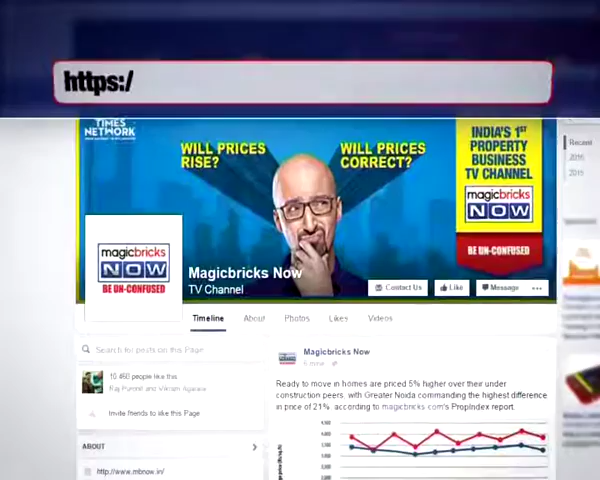 https:/
TIMES
NETWORK
WILL PRICES
RISE?
WILL PRICES
CORRECT?
INDIA'S 1ST
PROPERTY
BUSINESS
TV CHANNEL
magicbricks
NOW
BE UN-CONFUSED
magicbricks
NOW
BE UN-CONFUSED
Magicbricks Now
TV Channel
Contact Us
Like
Message
Recent
2016
2015
Timeline
About
Photos
Likes
Videos
Search for posts on this Page
people like this
Invite friends to like this Page
ABOUT
http://www.mbnow.in/
Magicbricks Now
Ready to move in homes are priced 5% higher over their under
construction peers, with Greater Noida commanding the highest difference
in price of 21%, according to magicbricks.com's PropIndex report.